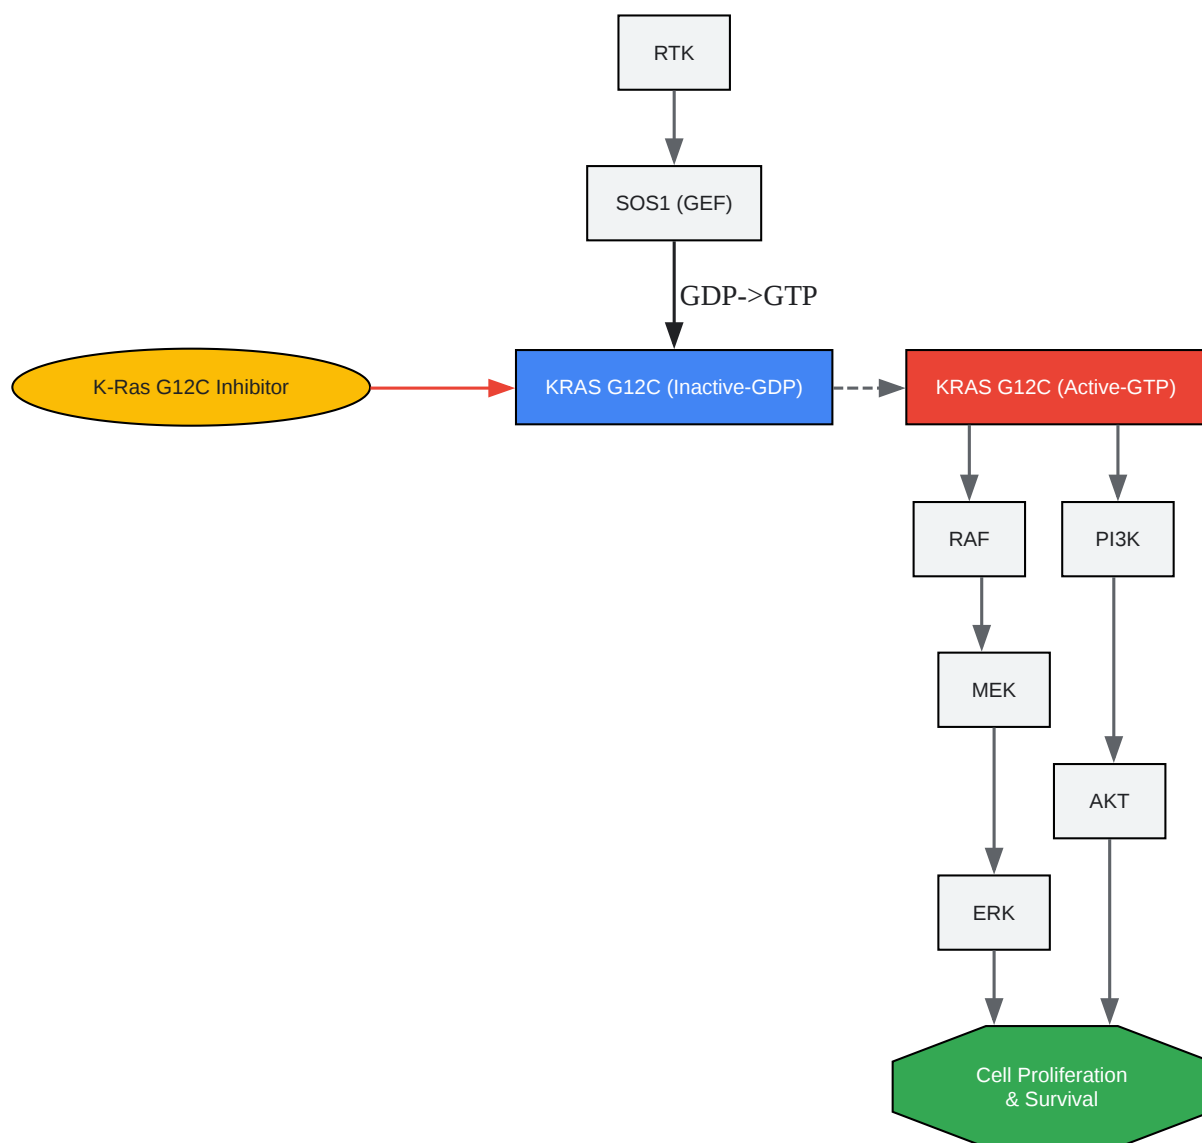 RTK
SOS1 (GEF)
GDP->GTP
K-Ras G12C Inhibitor
KRAS G12C (Inactive-GDP)
KRAS G12C (Active-GTP)
RAF
PI3K
MEK
AKT
ERK
Cell Proliferation
& Survival